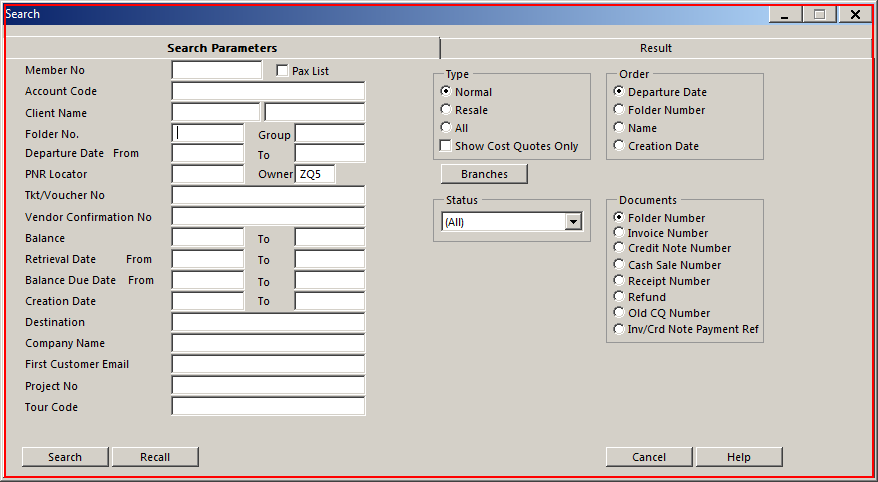 Search
Search Parameters Result
Member No Pax List
Account Code
Client Name
Folder No. Group
Departure Date From To
PNR Locator Owner ZQ5
Tkt/Voucher No
Vendor Confirmation No
Balance To
Retrieval Date From To
Balance Due Date From To
Creation Date To
Destination
Company Name
First Customer Email
Project No
Tour Code
Type
Normal
Resale
All
Show Cost Quotes Only
Branches
Status
(All)
Order
Departure Date
Folder Number
Name
Creation Date
Documents
Folder Number
Invoice Number
Credit Note Number
Cash Sale Number
Receipt Number
Refund
Old CQ Number
Inv/Crd Note Payment Ref
Search Recall Cancel Help